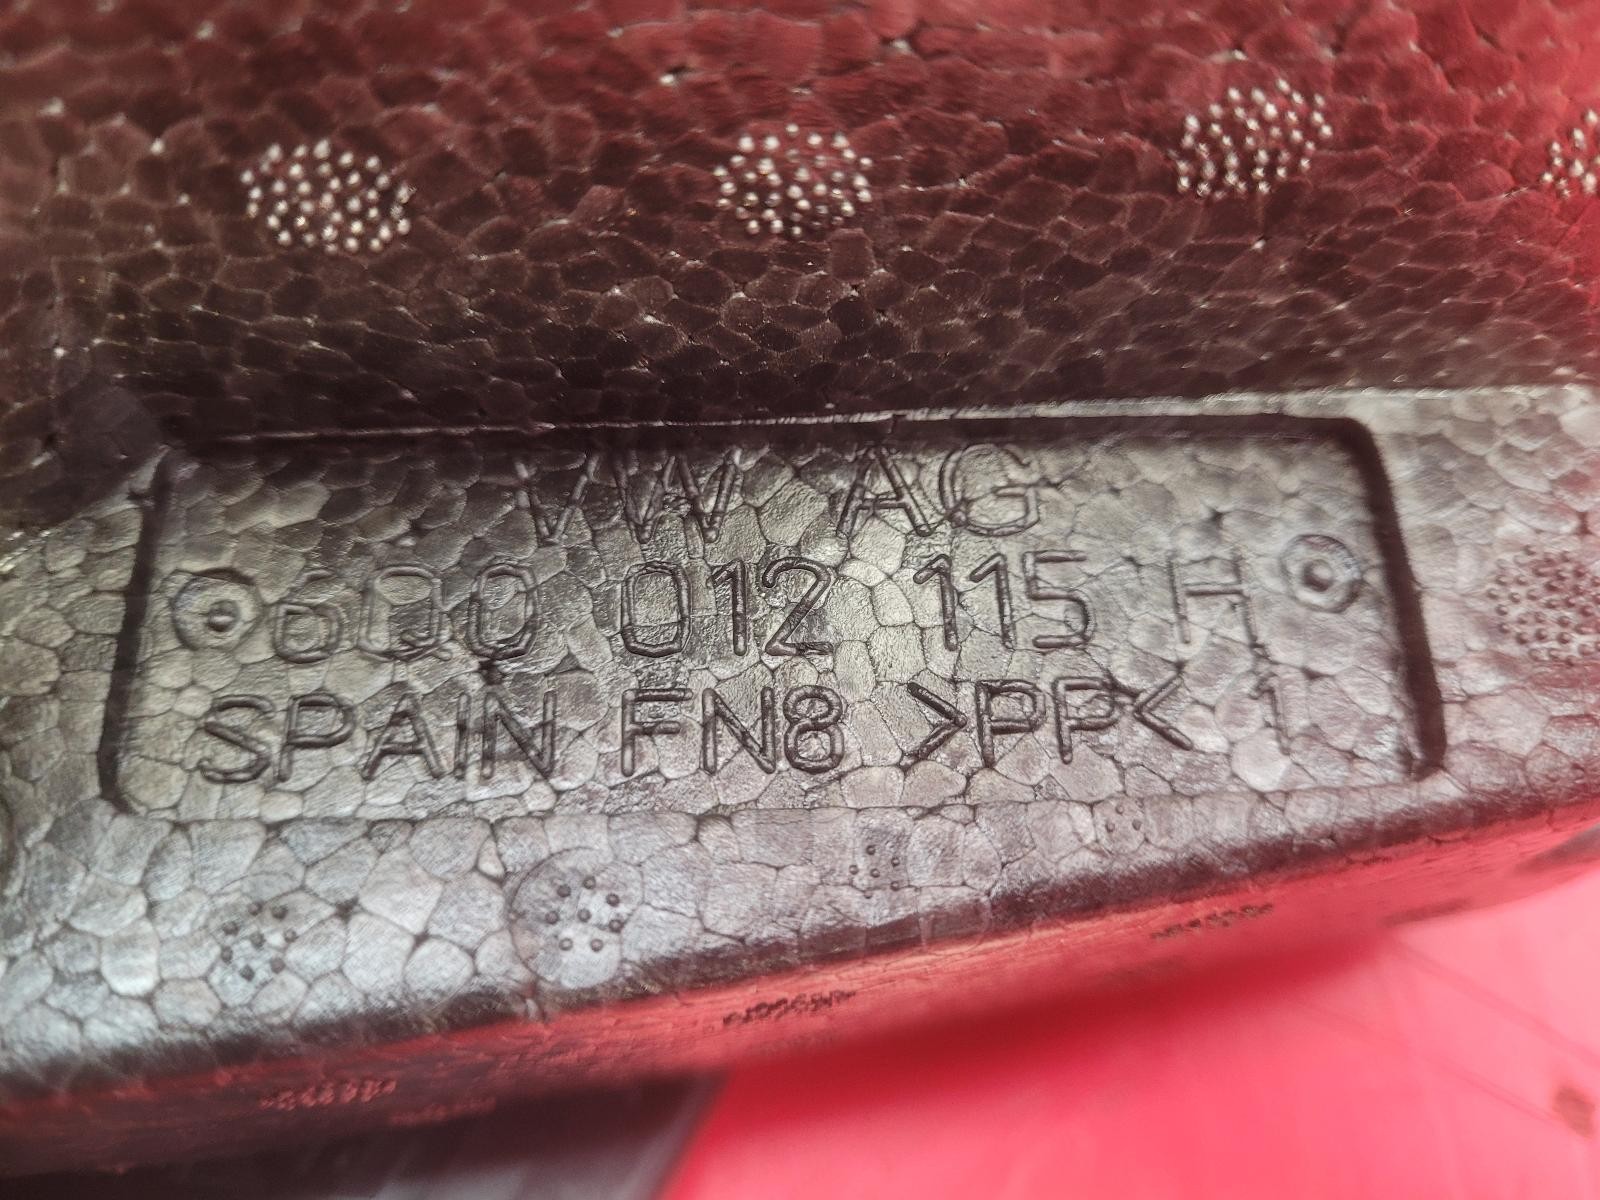 VW AG
6Q0 012 115 H
SPAIN FN8 >PP< 1